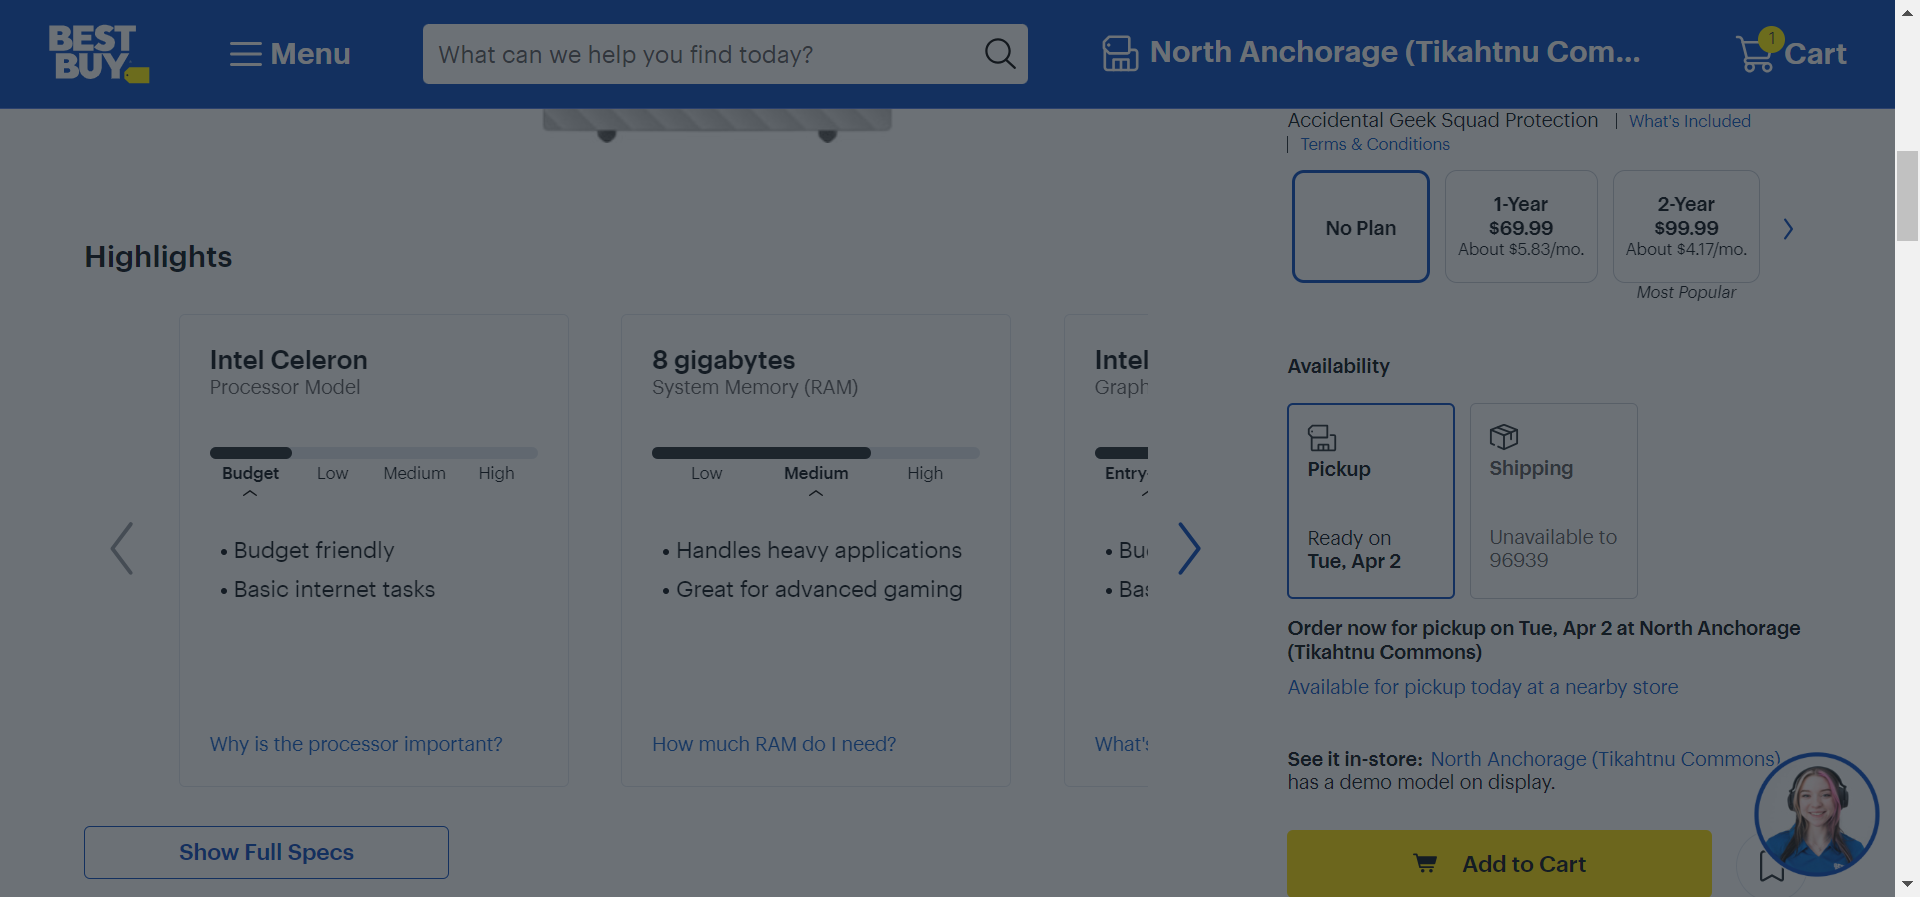 BEST BUY
Menu
What can we help you find today?
North Anchorage (Tikahtnu Com...
1
Cart
Accidental Geek Squad Protection | What's Included
| Terms & Conditions
No Plan
1-Year
$69.99
About $5.83/mo.
2-Year
$99.99
About $4.17/mo.
Most Popular
Highlights
Intel Celeron
Processor Model
Budget Low Medium High
• Budget friendly
• Basic internet tasks
Why is the processor important?
8 gigabytes
System Memory (RAM)
Low Medium High
• Handles heavy applications
• Great for advanced gaming
How much RAM do I need?
Intel
Graph
Entry-
• Bu
• Bas
What's
Show Full Specs
Availability
Pickup
Ready on
Tue, Apr 2
Shipping
Unavailable to
96939
Order now for pickup on Tue, Apr 2 at North Anchorage
(Tikahtnu Commons)
Available for pickup today at a nearby store
See it in-store: North Anchorage (Tikahtnu Commons)
has a demo model on display.
Add to Cart